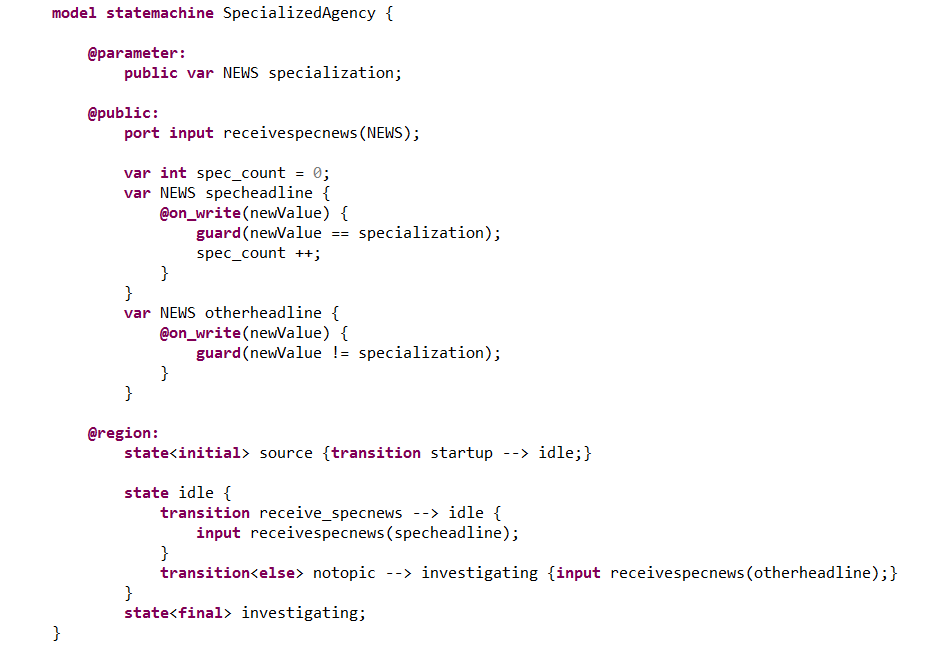 model statemachine SpecializedAgency {
@parameter:
public var NEWS specialization;
@public:
port input receivespecnews(NEWS);
var int spec_count = 0;
var NEWS specheadline {
@on_write(newValue) {
guard(newValue == specialization);
spec_count ++;
}
}
var NEWS otherheadline {
@on_write(newValue) {
guard(newValue != specialization);
}
}
@region:
state<initial> source {transition startup --> idle;}
state idle {
transition receive_specnews --> idle {
input receivespecnews(specheadline);
}
transition<else> notopic --> investigating {input receivespecnews(otherheadline);}
}
state<final> investigating;
}